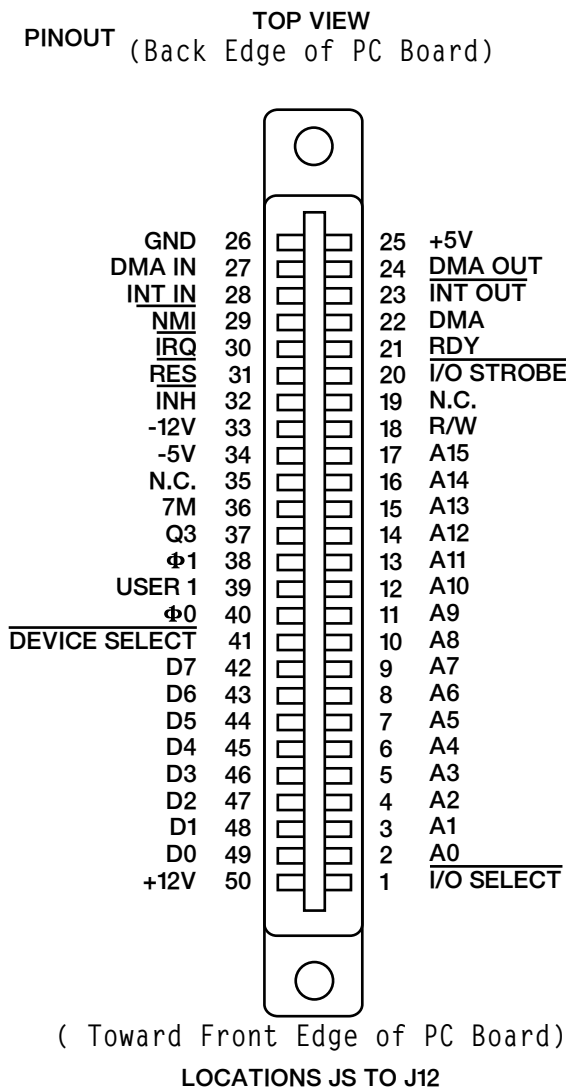 TOP VIEW
PINOUT (Back Edge of PC Board)
GND 26 25 +5V
DMA IN 27 24 DMA OUT
INT IN 28 23 INT OUT
NMI 29 22 DMA
IRQ 30 21 RDY
RES 31 20 I/O STROBE
INH 32 19 N.C.
-12V 33 18 R/W
-5V 34 17 A15
N.C. 35 16 A14
7M 36 15 A13
Q3 37 14 A12
Φ1 38 13 A11
USER 1 39 12 A10
Φ0 40 11 A9
DEVICE SELECT 41 10 A8
D7 42 9 A7
D6 43 8 A6
D5 44 7 A5
D4 45 6 A4
D3 46 5 A3
D2 47 4 A2
D1 48 3 A1
D0 49 2 A0
+12V 50 1 I/O SELECT
( Toward Front Edge of PC Board)
LOCATIONS JS TO J12